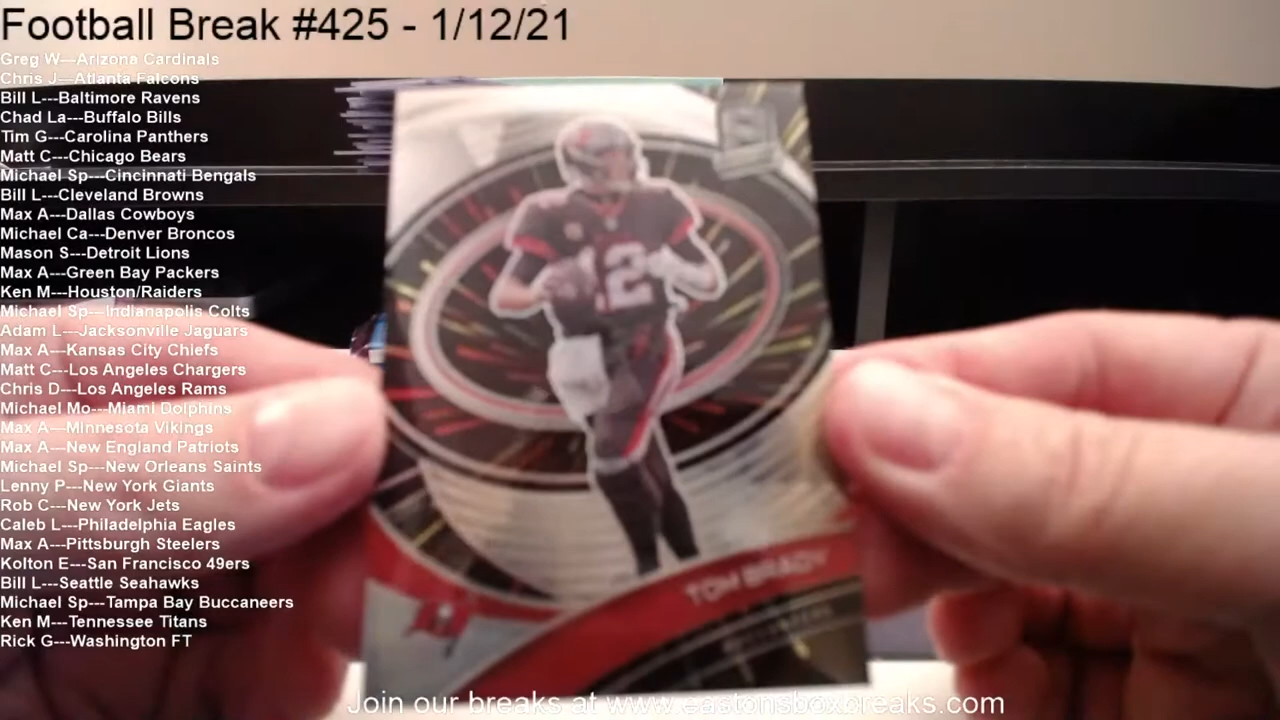 Football Break #425 - 1/12/21
Greg W---Arizona Cardinals
Chris J---Atlanta Falcons
Bill L---Baltimore Ravens
Chad La---Buffalo Bills
Tim G---Carolina Panthers
Matt C---Chicago Bears
Michael Sp---Cincinnati Bengals
Bill L---Cleveland Browns
Max A---Dallas Cowboys
Michael Ca---Denver Broncos
Mason S---Detroit Lions
Max A---Green Bay Packers
Ken M---Houston/Raiders
Michael Sp---Indianapolis Colts
Adam L---Jacksonville Jaguars
Max A---Kansas City Chiefs
Matt C---Los Angeles Chargers
Chris D---Los Angeles Rams
Michael Mo---Miami Dolphins
Max A---Minnesota Vikings
Max A---New England Patriots
Michael Sp---New Orleans Saints
Lenny P---New York Giants
Rob C---New York Jets
Caleb L---Philadelphia Eagles
Max A---Pittsburgh Steelers
Kolton E---San Francisco 49ers
Bill L---Seattle Seahawks
Michael Sp---Tampa Bay Buccaneers
Ken M---Tennessee Titans
Rick G---Washington FT
12
TOM BRADY
Join our breaks at www.eastonsboxbreaks.com